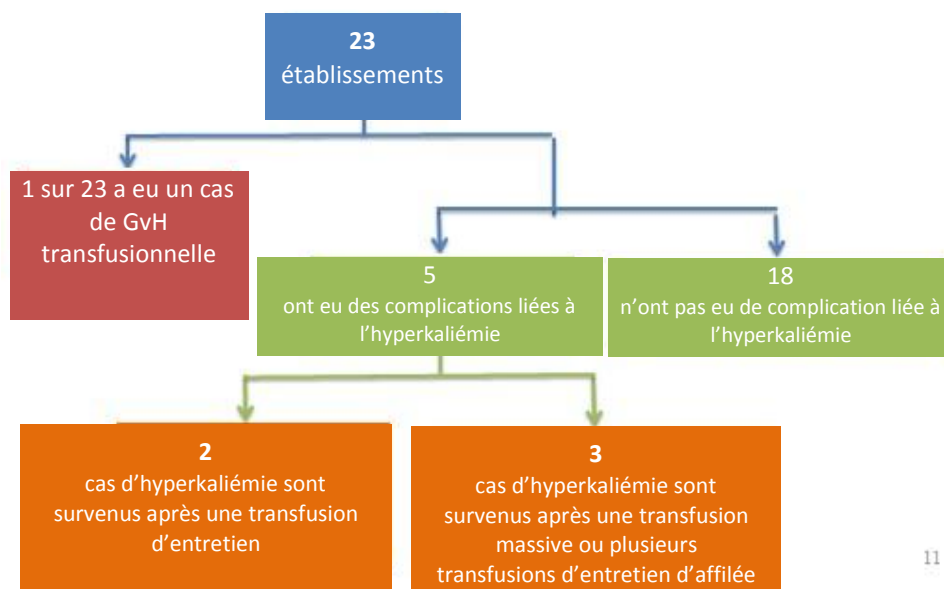 23
établissements
1 sur 23 a eu un cas
de GvH
transfusionnelle
5
ont eu des complications liées à
l’hyperkaliémie
18
n’ont pas eu de complication liée à
l’hyperkaliémie
2
cas d’hyperkaliémie sont
survenus après une transfusion
d’entretien
3
cas d’hyperkaliémie sont
survenus après une transfusion
massive ou plusieurs
transfusions d’entretien d’affilée
11